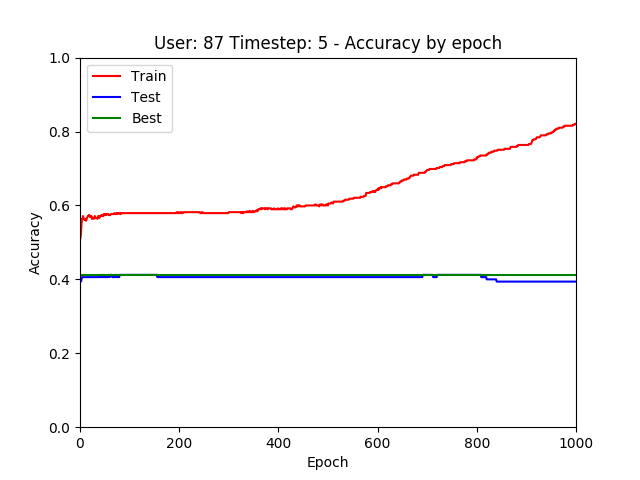 User: 87 Timestep: 5 - Accuracy by epoch
Train
Test
Best
1.0
0.8
0.6
0.4
0.2
0.0
Accuracy
0 200 400 600 800 1000
Epoch